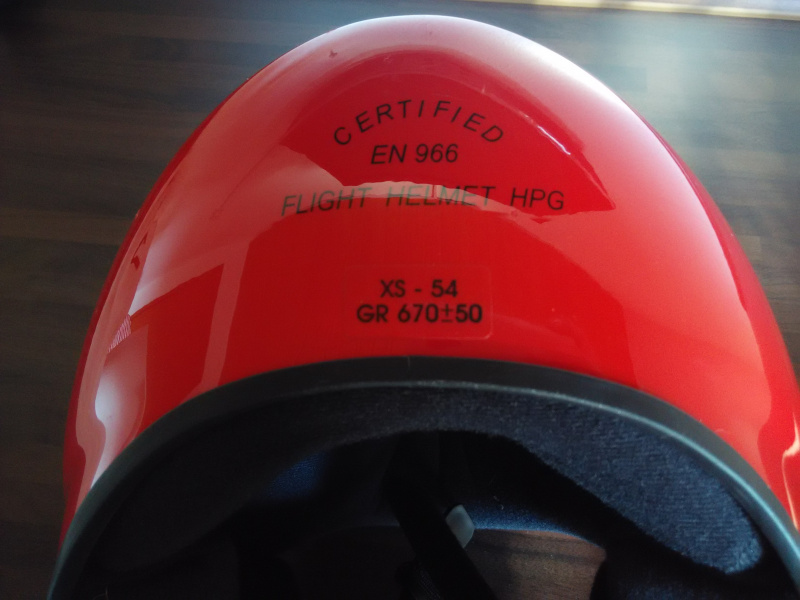 CERTIFIED
EN 966
FLIGHT HELMET HPG
XS - 54
GR 670±50